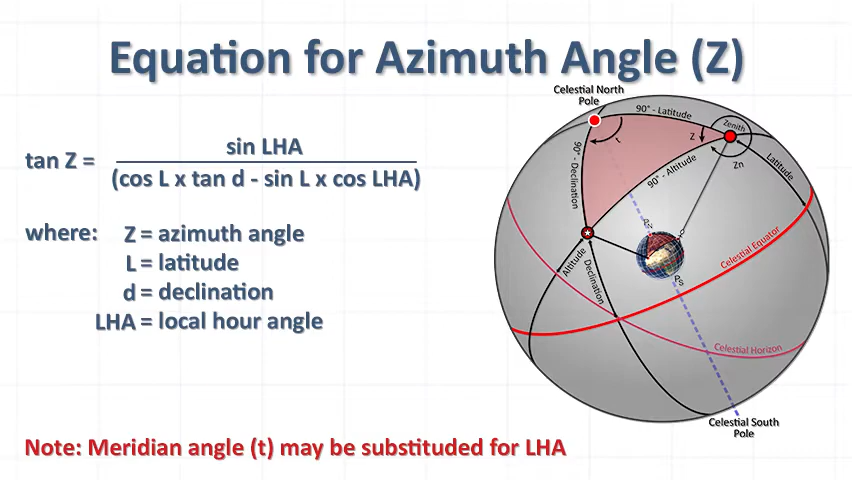 Equation for Azimuth Angle (Z)
tan Z = sin LHA
(cos L x tan d - sin L x cos LHA)
where: Z = azimuth angle
L = latitude
d = declination
LHA = local hour angle
Note: Meridian angle (t) may be substituded for LHA
Celestial North
Pole
90° - Latitude
Zenith
Z
t
Zn
90° - Declination
90° - Altitude
Latitude
PN
Altitude
Declination
PS
Celestial Equator
Celestial Horizon
Celestial South
Pole